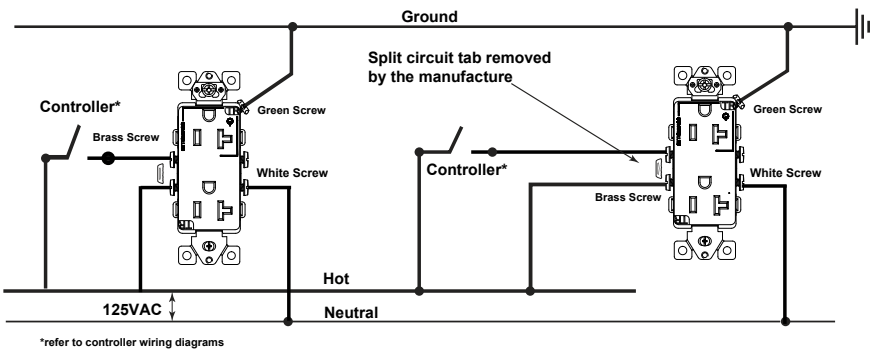 Ground
Split circuit tab removed
by the manufacture
Controller*
Green Screw
Green Screw
Brass Screw
Controller*
White Screw
White Screw
Brass Screw
Hot
125VAC
Neutral
*refer to controller wiring diagrams